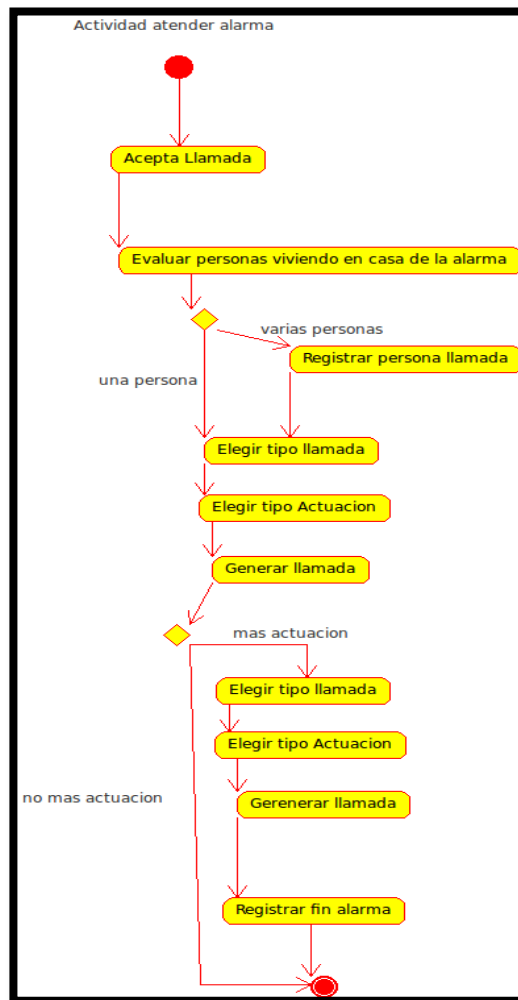 Actividad atender alarma
Acepta Llamada
Evaluar personas viviendo en casa de la alarma
varias personas
Registrar persona llamada
una persona
Elegir tipo llamada
Elegir tipo Actuacion
Generar llamada
mas actuacion
Elegir tipo llamada
Elegir tipo Actuacion
no mas actuacion
Gerenerar llamada
Registrar fin alarma